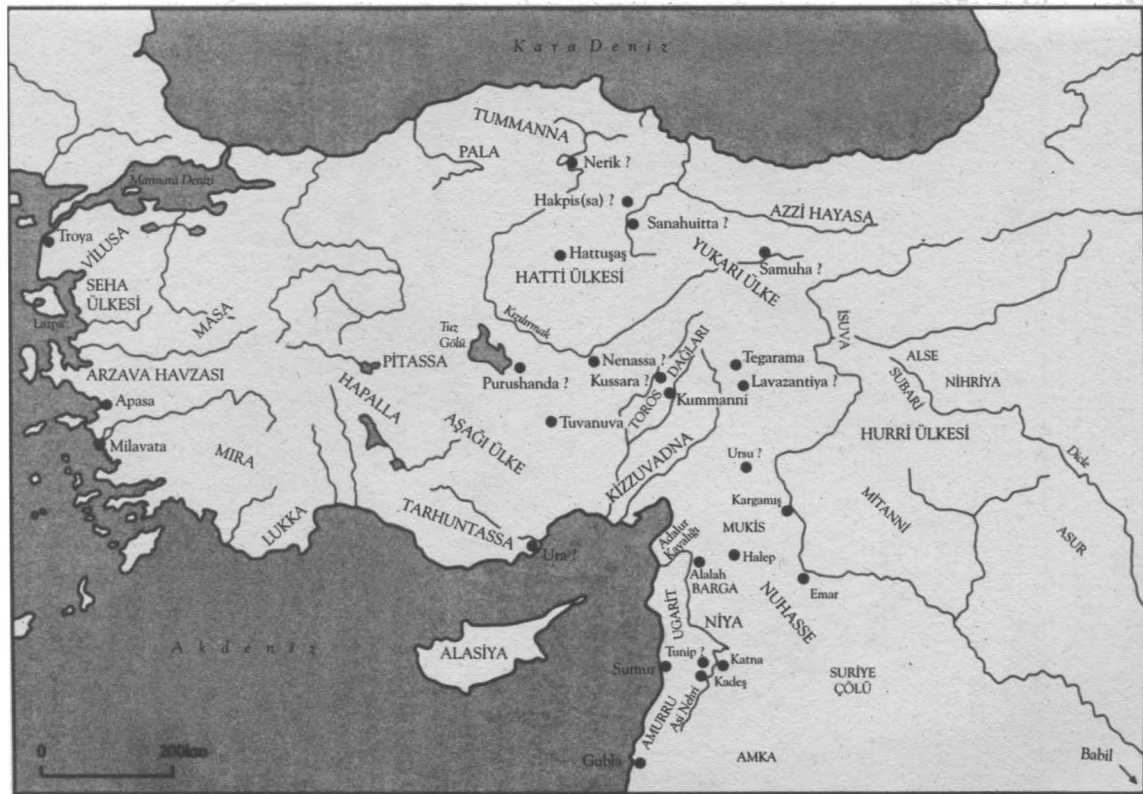 Kara Deniz
TUMMANNA
PALA
Nerik ?
Marmara Denizi
Hakpis(sa) ?
AZZİ HAYASA
Sanahuitta ?
Troya
VİLUSA
Hattuşaş
YUKARI ÜLKE
Samuha ?
HATTİ ÜLKESİ
SEHA
ÜLKESİ
MASA
Kızılırmak
İSUVA
Tuz
Gölü
ALSE
PİTASSA
Nenassa ?
TOROS DAĞLARI
Tegarama
SUBARİ
NİHRİYA
ARZAVA HAVZASI
Purushanda ?
Kussara ?
Lavazantiya ?
HAPALLA
Kummanni
Apasa
AŞAĞI ÜLKE
Tuvanuva
HURRİ ÜLKESİ
Milavata
MIRA
KİZZUVADNA
Ursu ?
Dicle
Kargamış
MİTANNİ
LUKKA
TARHUNTASSA
MUKİS
ASUR
Ura ?
Adalur
Kayalığı
Halep
Alalah
BARGA
Emar
NUHASSE
UGARİT
NİYA
Akdeniz
ALASİYA
Tunip ?
Katna
Sumur
Kadeş
SURİYE
ÇÖLÜ
Asi Nehri
AMURRU
0 200km
Gubla
AMKA
Babil